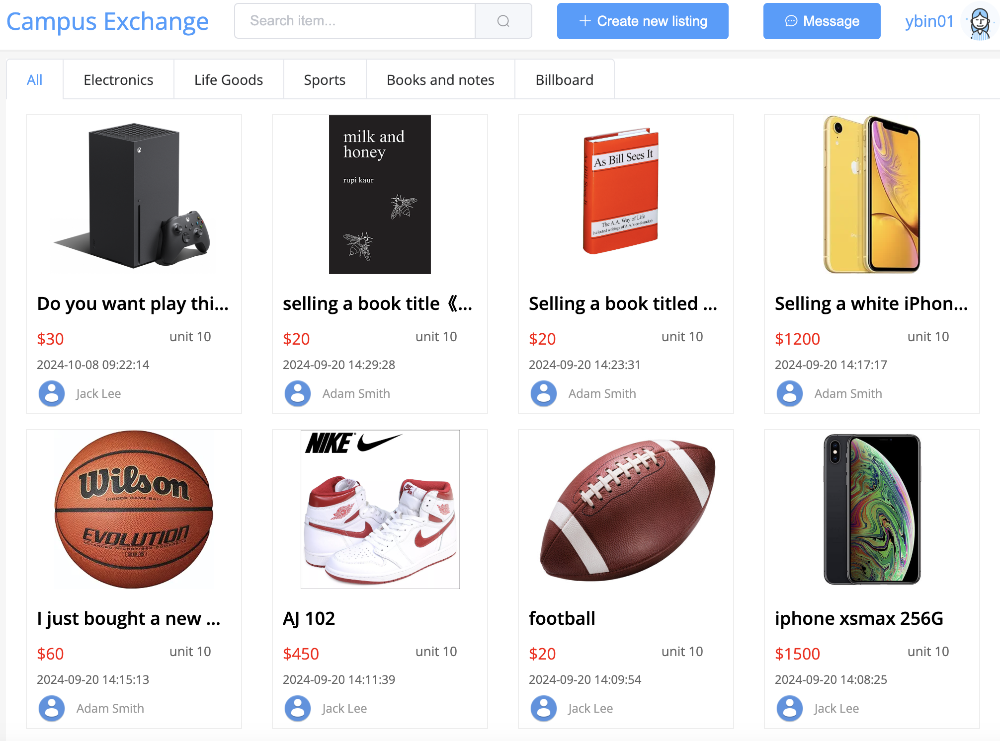 Campus Exchange
Search item...
Create new listing
Message
ybin01
All
Electronics
Life Goods
Sports
Books and notes
Billboard
milk and
honey
rupi kaur
As Bill Sees It
As Bill Sees It
The A.A. Way of Life
(selected writings of A.A.'s co-founder)
Do you want play thi...
$30
unit 10
2024-10-08 09:22:14
Jack Lee
selling a book title《...
$20
unit 10
2024-09-20 14:29:28
Adam Smith
Selling a book titled ...
$20
unit 10
2024-09-20 14:23:31
Adam Smith
Selling a white iPhon...
$1200
unit 10
2024-09-20 14:17:17
Adam Smith
Wilson
INDOOR GAME BALL
EVOLUTION
ADVANCED MICROFIBER COMPOSITE
28.5
NIKE
I just bought a new ...
$60
unit 10
2024-09-20 14:15:13
Adam Smith
AJ 102
$450
unit 10
2024-09-20 14:11:39
Jack Lee
football
$20
unit 10
2024-09-20 14:09:54
Jack Lee
iphone xsmax 256G
$1500
unit 10
2024-09-20 14:08:25
Jack Lee